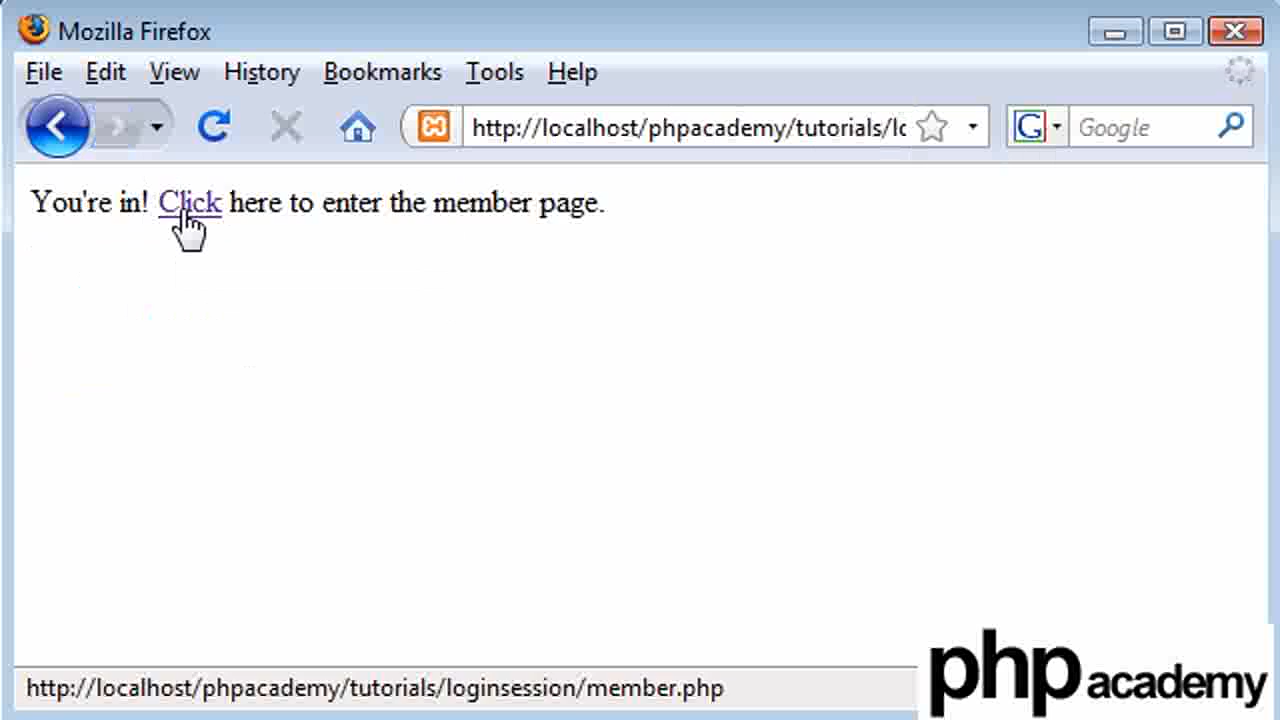 Mozilla Firefox
File Edit View History Bookmarks Tools Help
http://localhost/phpacademy/tutorials/lo
G Google
You're in! Click here to enter the member page.
http://localhost/phpacademy/tutorials/loginsession/member.php
php academy